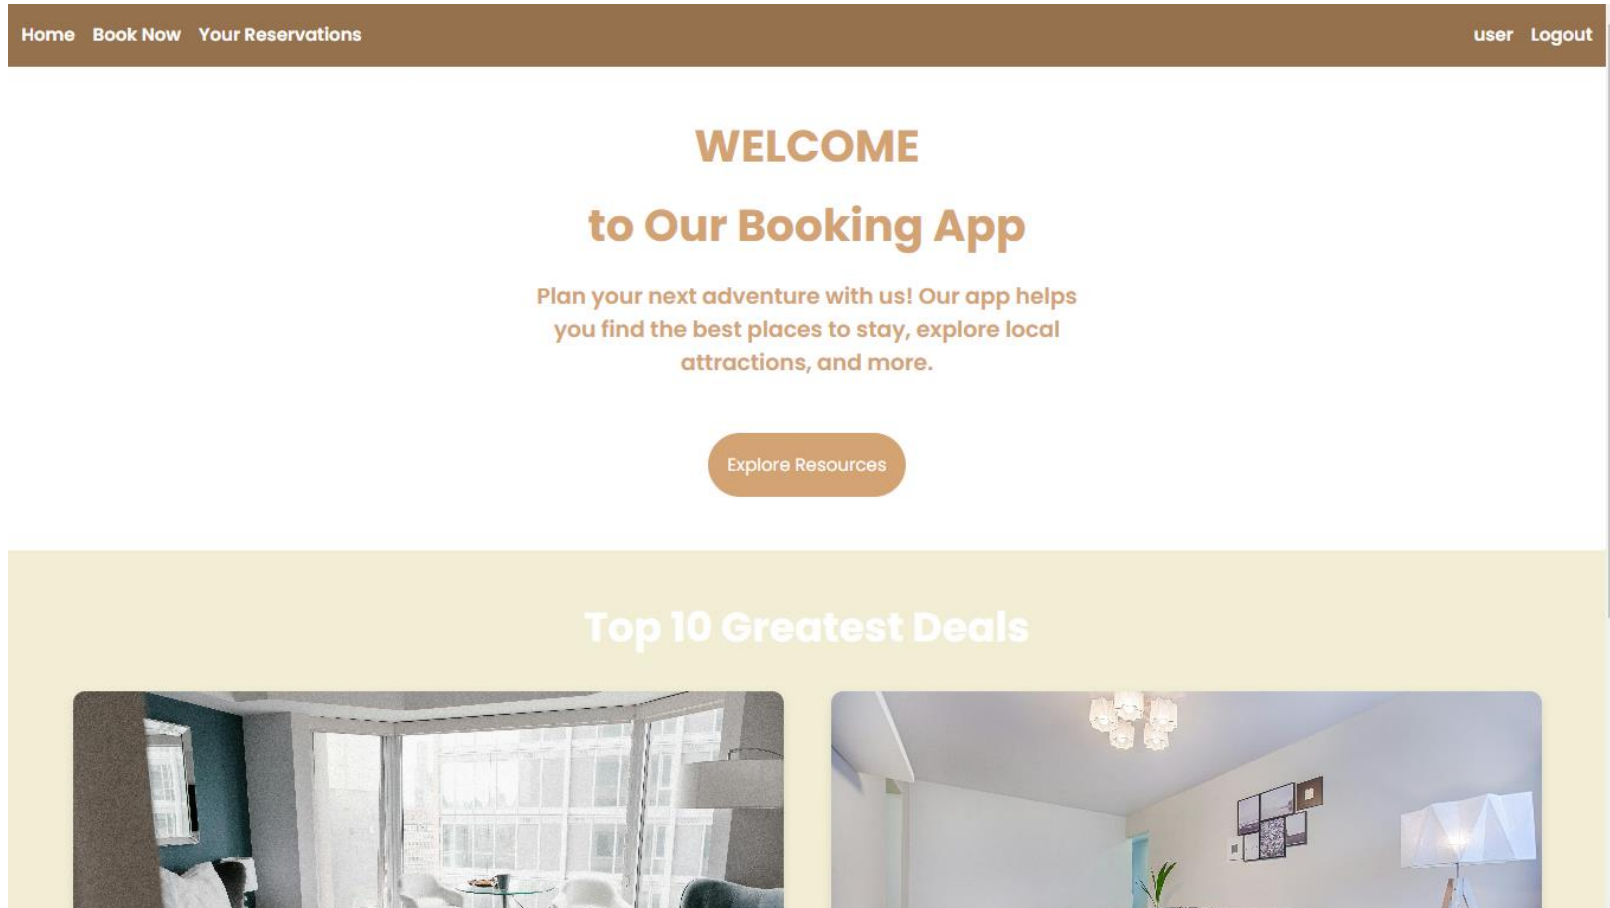 Home Book Now Your Reservations user Logout
WELCOME
to Our Booking App
Plan your next adventure with us! Our app helps
you find the best places to stay, explore local
attractions, and more.
Explore Resources
Top 10 Greatest Deals